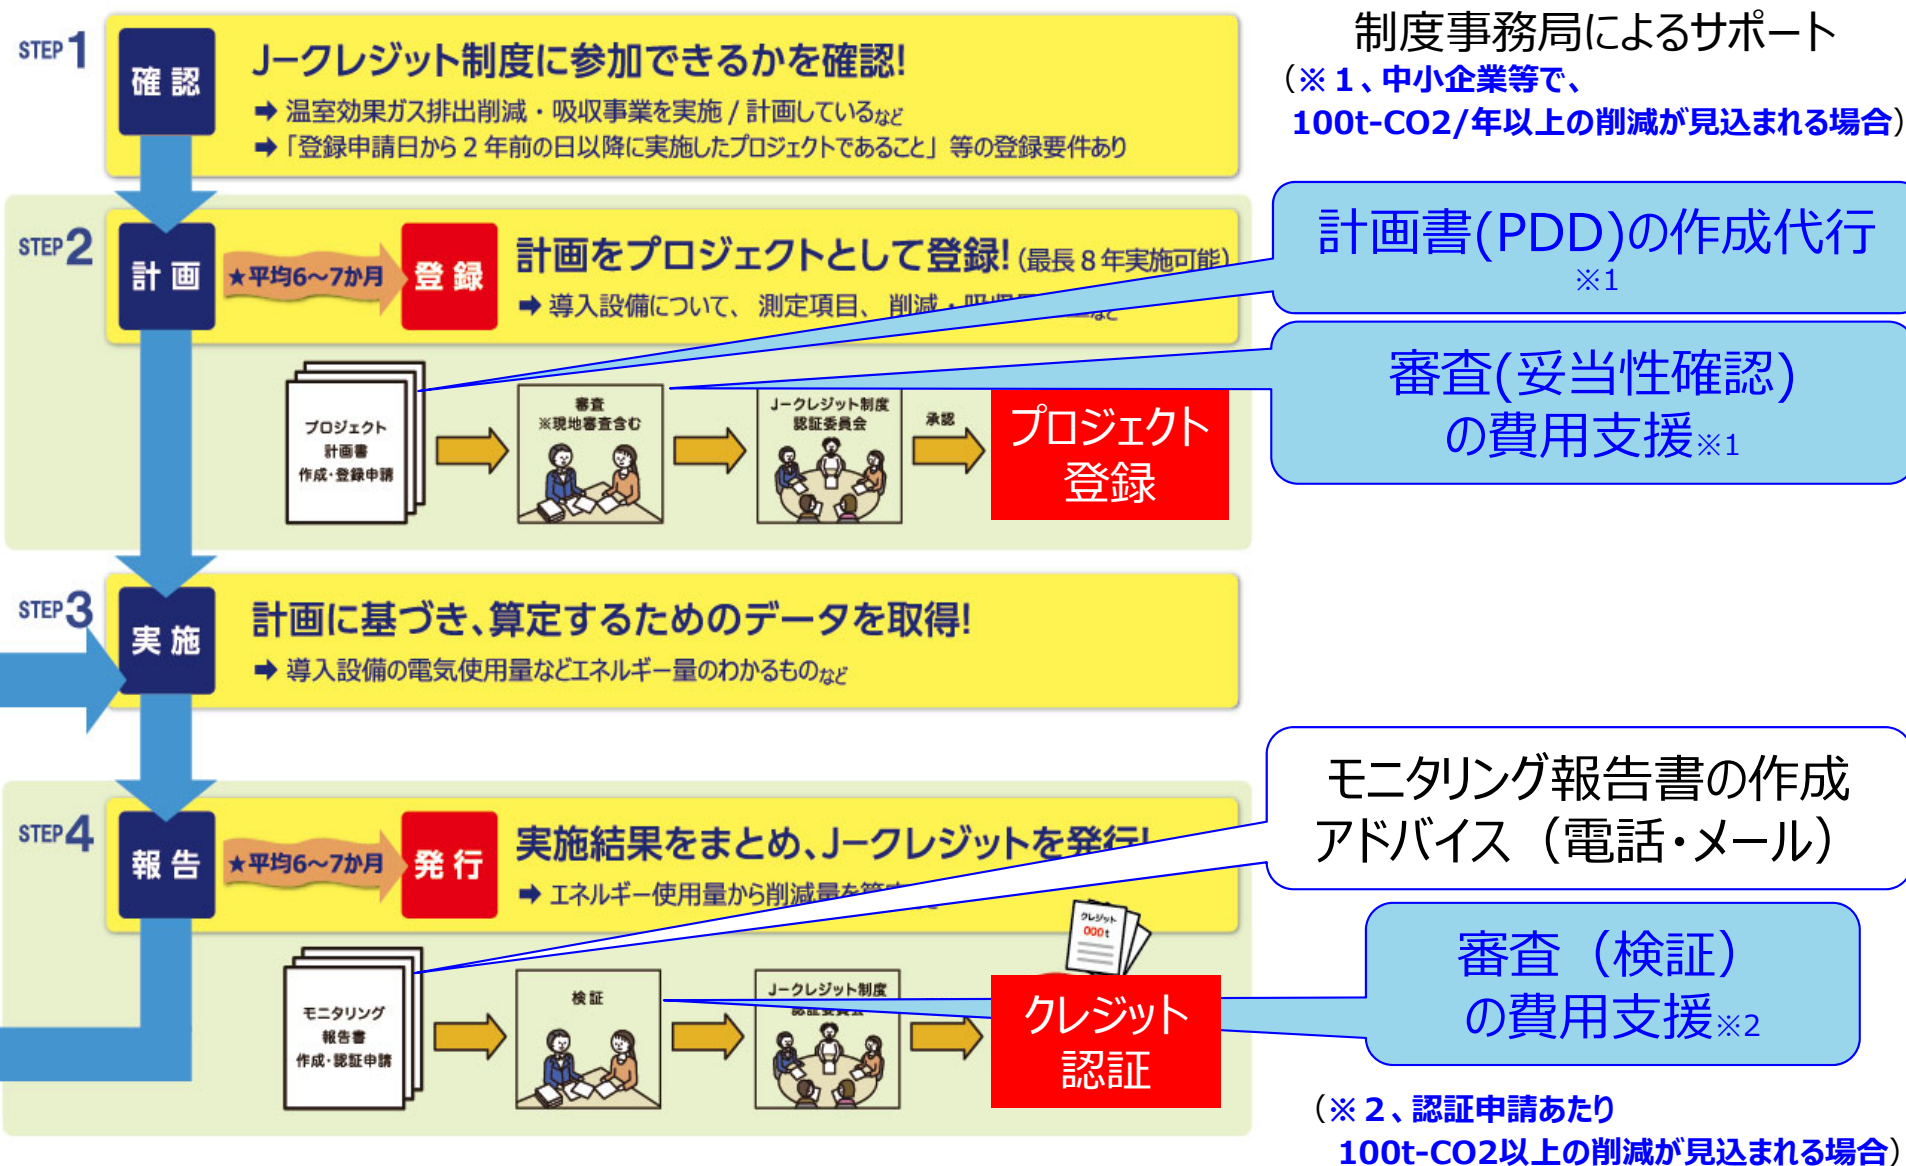 STEP 1
確認
J-クレジット制度に参加できるかを確認!
➡ 温室効果ガス排出削減・吸収事業を実施 / 計画しているなど
➡「登録申請日から2年前の日以降に実施したプロジェクトであること」等の登録要件あり
制度事務局によるサポート
（※1、中小企業等で、
100t-CO2/年以上の削減が見込まれる場合）
STEP 2
計画
★平均6～7か月
登録
計画をプロジェクトとして登録! (最長8年実施可能)
➡ 導入設備について、測定項目、削減・吸収
など
計画書(PDD)の作成代行
※1
審査(妥当性確認)
の費用支援※1
プロジェクト
計画書
作成・登録申請
審査
※現地審査含む
J-クレジット制度
認証委員会
承認
プロジェクト
登録
STEP 3
実施
計画に基づき、算定するためのデータを取得!
➡ 導入設備の電気使用量などエネルギー量のわかるものなど
STEP 4
報告
★平均6～7か月
発行
実施結果をまとめ、J-クレジットを発行!
➡ エネルギー使用量から削減量を
モニタリング報告書の作成
アドバイス（電話・メール）
審査（検証）
の費用支援※2
モニタリング
報告書
作成・認証申請
検証
J-クレジット制度
認証委員会
クレジット
000t
クレジット
認証
（※2、認証申請あたり
100t-CO2以上の削減が見込まれる場合）